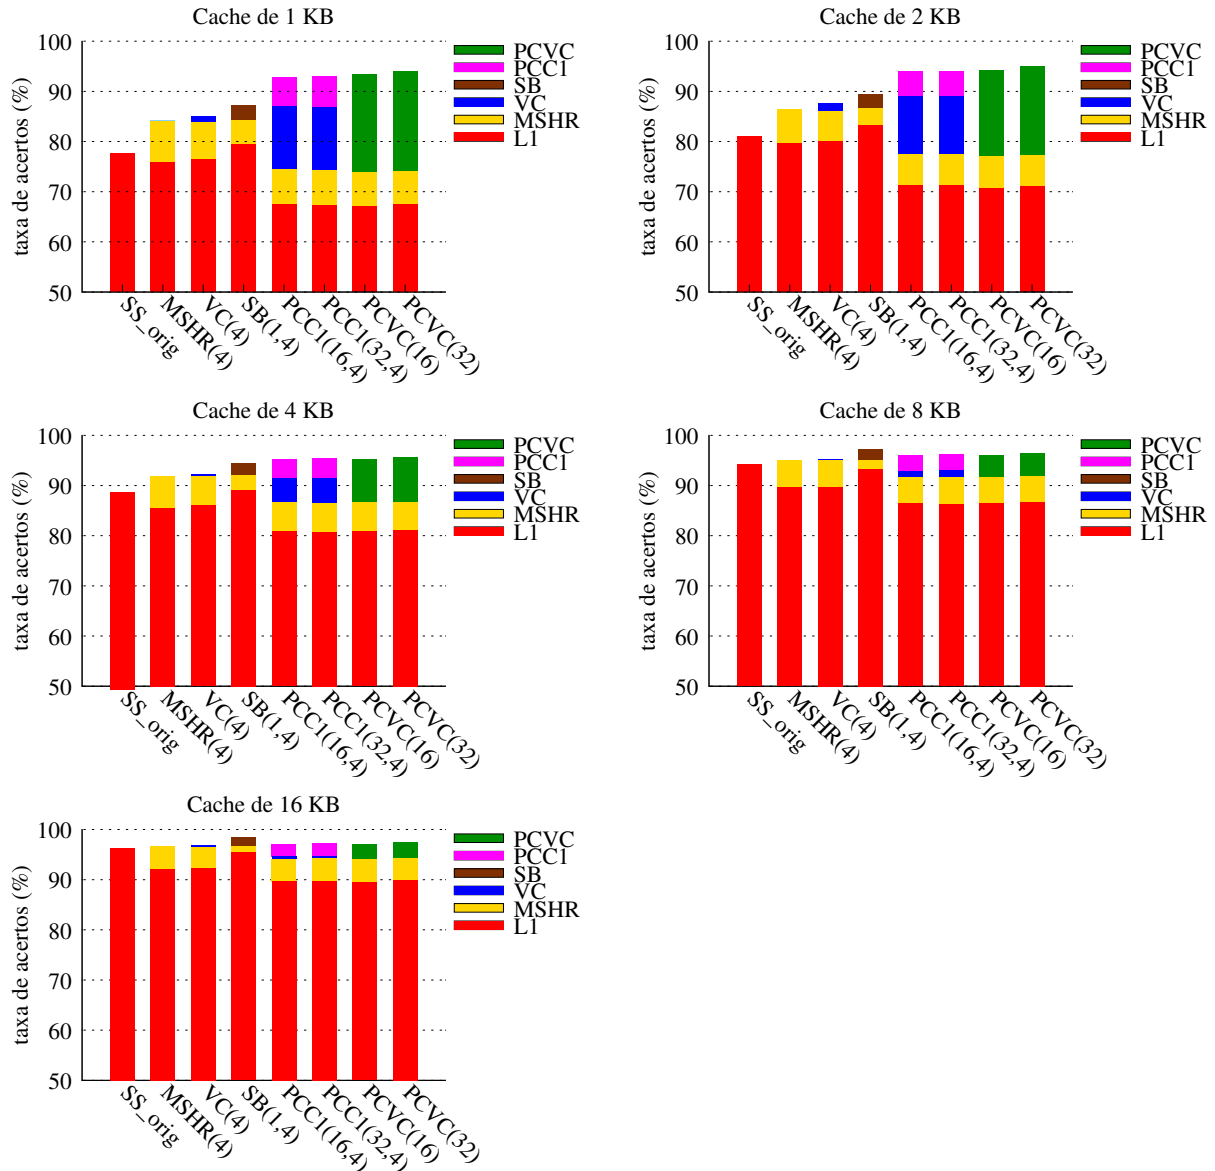 Cache de 1 KB
taxa de acertos (%)
100
90
80
70
60
50
SS_orig
MSHR(4)
VC(4)
SB(1,4)
PCC1(16,4)
PCC1(32,4)
PCVC(16)
PCVC(32)
PCVC
PCC1
SB
VC
MSHR
L1
Cache de 2 KB
taxa de acertos (%)
100
90
80
70
60
50
SS_orig
MSHR(4)
VC(4)
SB(1,4)
PCC1(16,4)
PCC1(32,4)
PCVC(16)
PCVC(32)
PCVC
PCC1
SB
VC
MSHR
L1
Cache de 4 KB
taxa de acertos (%)
100
90
80
70
60
50
SS_orig
MSHR(4)
VC(4)
SB(1,4)
PCC1(16,4)
PCC1(32,4)
PCVC(16)
PCVC(32)
PCVC
PCC1
SB
VC
MSHR
L1
Cache de 8 KB
taxa de acertos (%)
100
90
80
70
60
50
SS_orig
MSHR(4)
VC(4)
SB(1,4)
PCC1(16,4)
PCC1(32,4)
PCVC(16)
PCVC(32)
PCVC
PCC1
SB
VC
MSHR
L1
Cache de 16 KB
taxa de acertos (%)
100
90
80
70
60
50
SS_orig
MSHR(4)
VC(4)
SB(1,4)
PCC1(16,4)
PCC1(32,4)
PCVC(16)
PCVC(32)
PCVC
PCC1
SB
VC
MSHR
L1